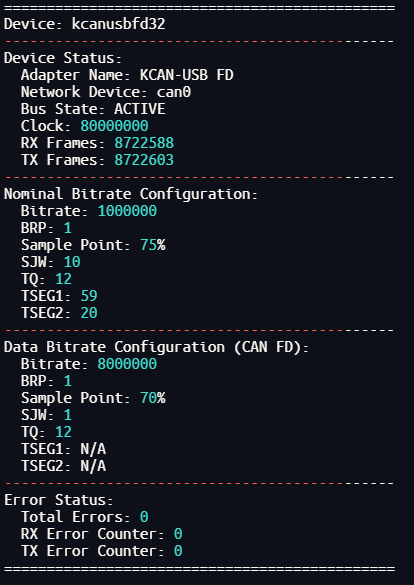 ==============================================
Device: kcanusbfd32
----------------------------------------------
Device Status:
  Adapter Name: KCAN-USB FD
  Network Device: can0
  Bus State: ACTIVE
  Clock: 80000000
  RX Frames: 8722588
  TX Frames: 8722603
----------------------------------------------
Nominal Bitrate Configuration:
  Bitrate: 1000000
  BRP: 1
  Sample Point: 75%
  SJW: 10
  TQ: 12
  TSEG1: 59
  TSEG2: 20
----------------------------------------------
Data Bitrate Configuration (CAN FD):
  Bitrate: 8000000
  BRP: 1
  Sample Point: 70%
  SJW: 1
  TQ: 12
  TSEG1: N/A
  TSEG2: N/A
----------------------------------------------
Error Status:
  Total Errors: 0
  RX Error Counter: 0
  TX Error Counter: 0
==============================================